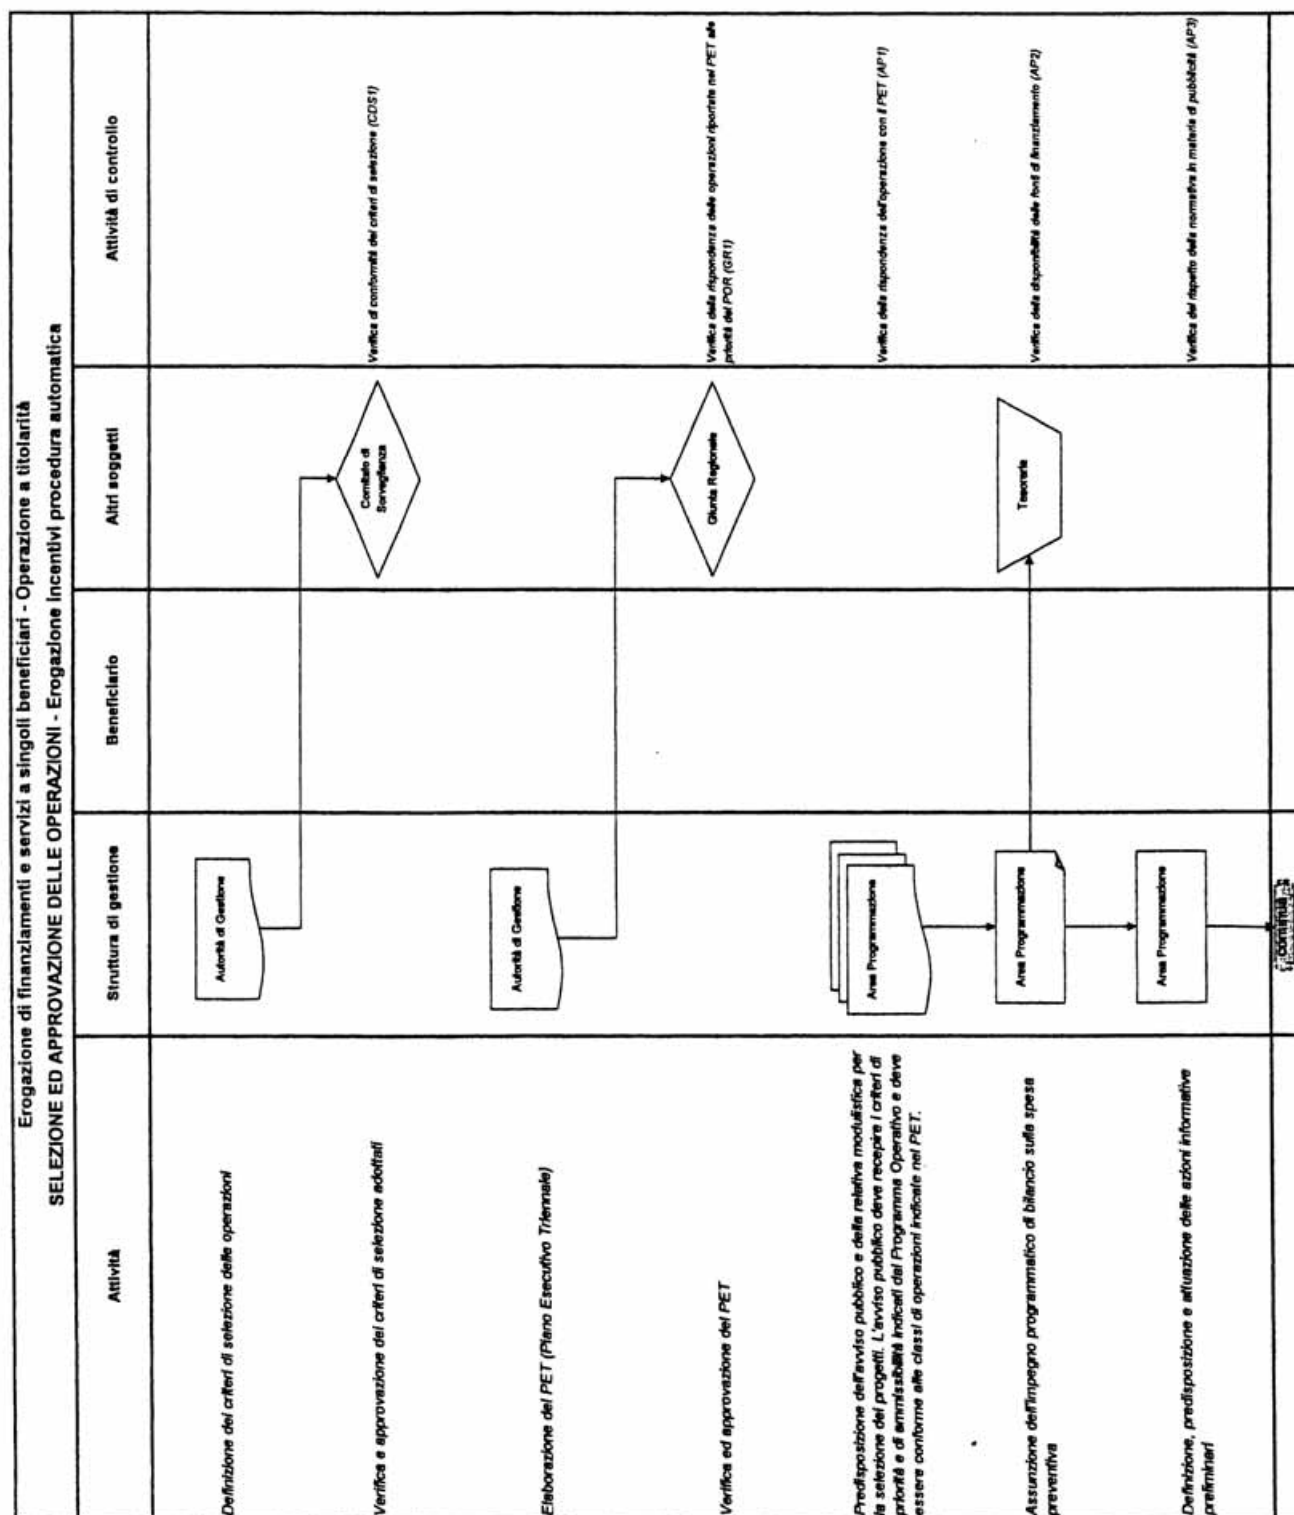 Erogazione di finanziamenti e servizi a singoli beneficiari - Operazione a titolarità
SELEZIONE ED APPROVAZIONE DELLE OPERAZIONI - Erogazione incentivi procedura automatica
Attività
Struttura di gestione
Beneficiario
Altri soggetti
Attività di controllo
Definizione dei criteri di selezione delle operazioni
Autorità di Gestione
Verifica e approvazione dei criteri di selezione adottati
Comitato di
Sorveglianza
Verifica di conformità dei criteri di selezione (CDS1)
Elaborazione del PET (Piano Esecutivo Triennale)
Autorità di Gestione
Verifica ed approvazione del PET
Giunta Regionale
Verifica della rispondenza delle operazioni riportate nel PET alle
priorità del POR (GR1)
Predisposizione dell'avviso pubblico e della relativa modulistica per
la selezione dei progetti. L'avviso pubblico deve recepire i criteri di
priorità e di ammissibilità indicati dal Programma Operativo e deve
essere conforme alle classi di operazioni indicate nel PET.
Area Programmazione
Verifica della rispondenza dell'operazione con il PET (AP1)
Assunzione dell'impegno programmatico di bilancio sulla spesa
preventiva
Area Programmazione
Tesoreria
Verifica della disponibilità delle fonti di finanziamento (AP2)
Definizione, predisposizione e attuazione delle azioni informative
preliminari
Area Programmazione
Verifica del rispetto della normativa in materia di pubblicità (AP3)
continua